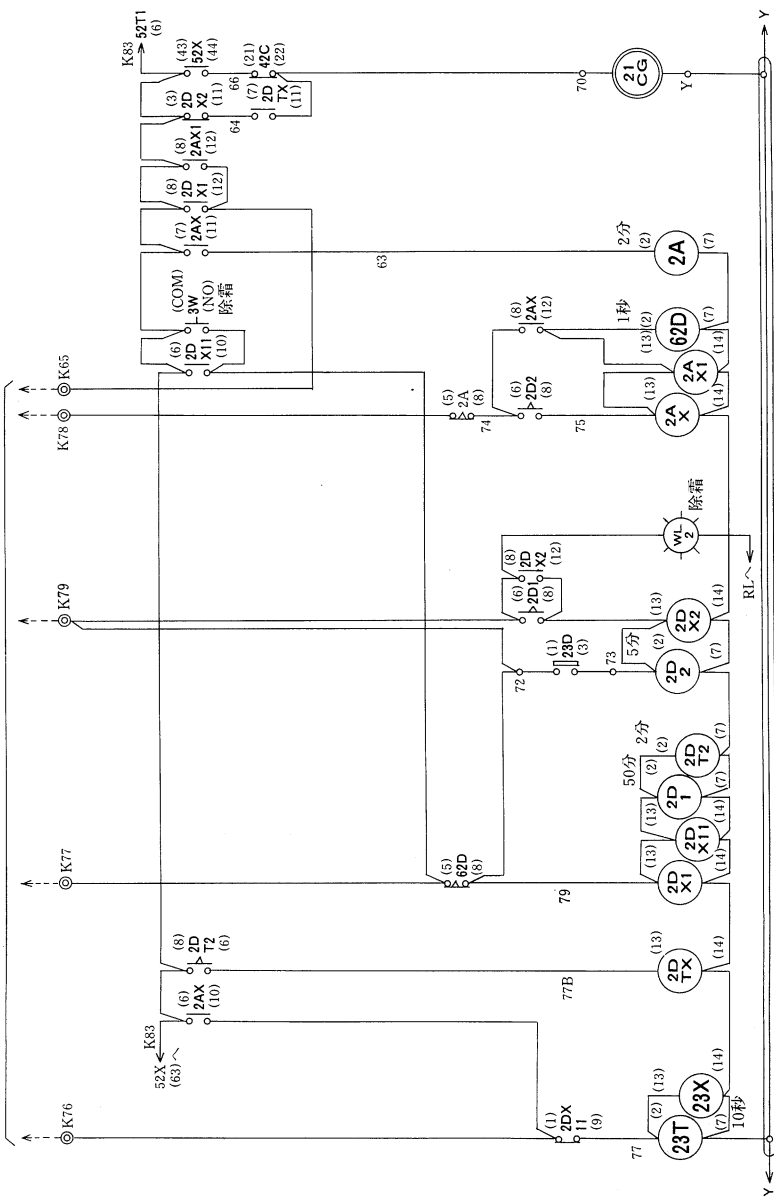 K83
52T1
(6)
(43)
52X
(44)
66
(21)
42C
(22)
70
21
CG
Y
Y
(3)
2D
X2
(11)
64
(7)
2D
TX
(11)
(8)
2AX1
(12)
(8)
2D
X1
(12)
(7)
2AX
(11)
63
2分
(2)
2A
(7)
(COM)
3W
(NO)
除霜
(6)
2D
X11
(10)
(8)
2AX
(12)
1秒
(2)
62D
(7)
K65
K78
(5)
2A
(8)
74
(6)
2D2
(8)
75
(13)
2A
X1
(14)
(13)
2A
X
(14)
K79
(8)
2D
X2
(12)
(6)
2D1
(8)
WL
2
除霜
RLへ
(13)
2D
X2
(14)
72
(1)
23D
(3)
73
5分
(2)
2D
2
(7)
2分
(2)
2D
T2
(7)
50分
(2)
2D
1
(7)
(13)
2D
X11
(14)
(13)
2D
X1
(14)
K77
(5)
62D
(8)
79
(8)
2D
T2
(6)
77B
(13)
2D
TX
(14)
K83
52X
(63)へ
(6)
2AX
(10)
K76
(1)
2DX
11
(9)
77
(13)
23X
(14)
(2)
23T
(7)
10秒
Y